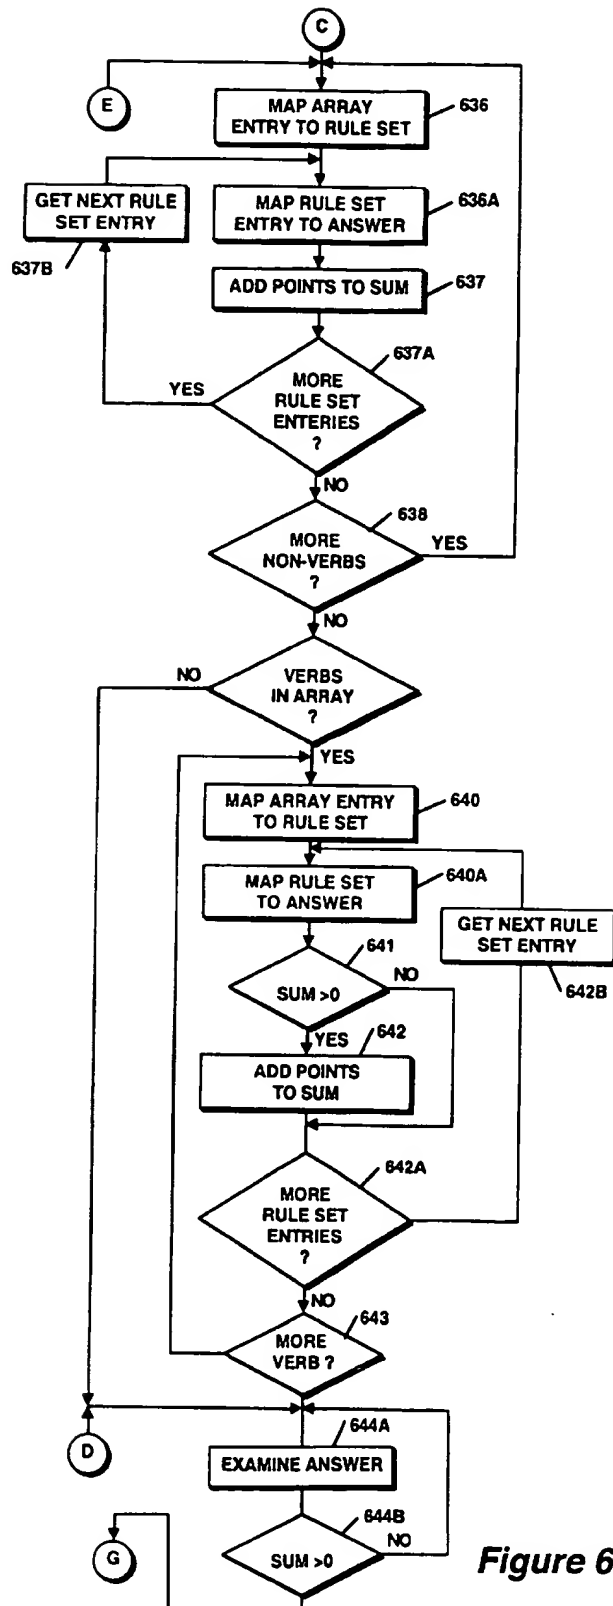 C
E
MAP ARRAY
ENTRY TO RULE SET
636
GET NEXT RULE
SET ENTRY
637B
MAP RULE SET
ENTRY TO ANSWER
636A
ADD POINTS TO SUM
637
637A
YES
MORE
RULE SET
ENTERIES
?
NO
638
MORE
NON-VERBS
?
YES
NO
NO
VERBS
IN ARRAY
?
YES
MAP ARRAY ENTRY
TO RULE SET
640
MAP RULE SET
TO ANSWER
640A
GET NEXT RULE
SET ENTRY
642B
641
SUM >0
NO
YES
642
ADD POINTS
TO SUM
642A
MORE
RULE SET
ENTRIES
?
NO
643
MORE
VERB ?
D
644A
EXAMINE ANSWER
644B
G
SUM >0
NO
Figure 6